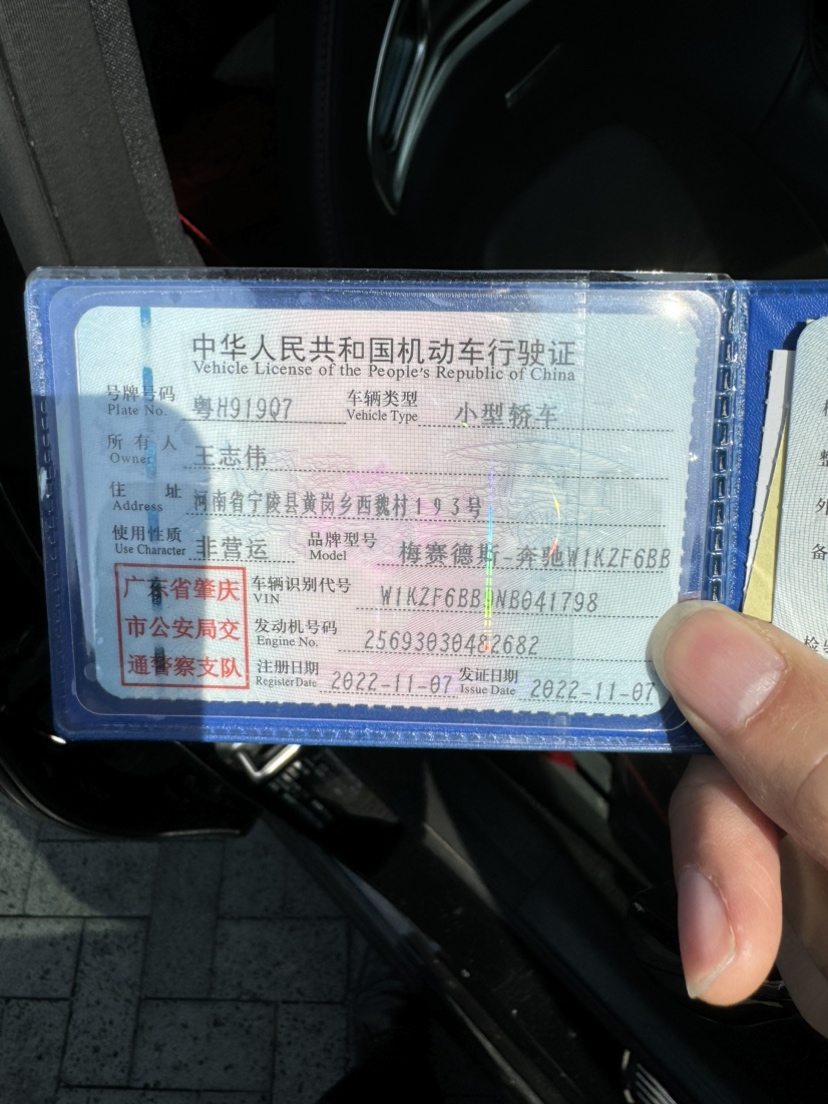 中华人民共和国机动车行驶证
Vehicle License of the People's Republic of China
号牌号码 粤H919Q7 车辆类型 小型轿车
Plate No. Vehicle Type
所有人 王志伟
Owner
住址 河南省宁陵县黄岗乡西魏村193号
Address
使用性质 非营运 品牌型号 梅赛德斯-奔驰W1KZF6BB
Use Character Model
广东省肇庆
市公安局交
通警察支队
车辆识别代号 W1KZF6BB0NB041798
VIN
发动机号码 25693030482682
Engine No.
注册日期 2022-11-07 发证日期 2022-11-07
Register Date Issue Date
整
外
备
检验